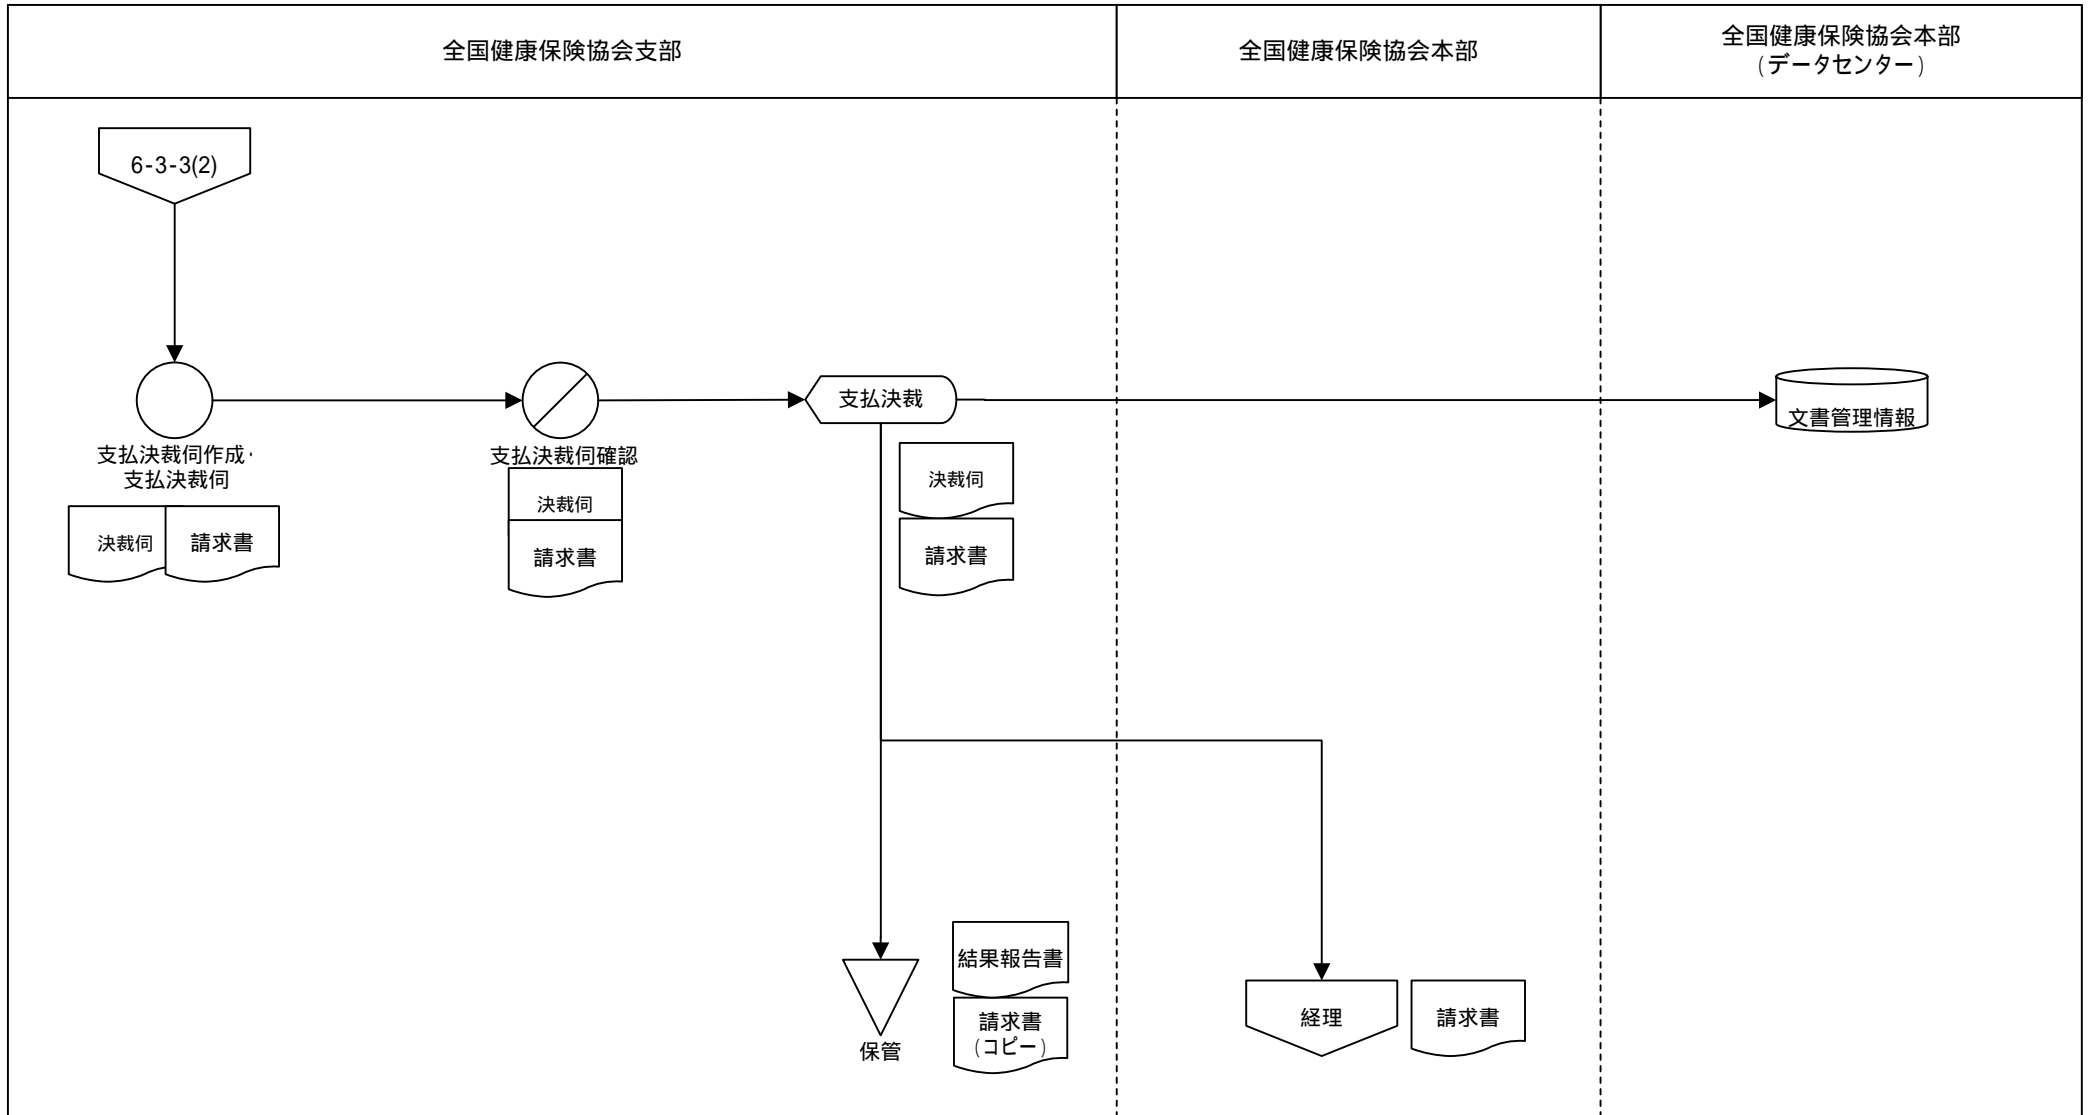 全国健康保険協会支部
全国健康保険協会本部
全国健康保険協会本部
(データセンター)
6-3-3(2)
支払決裁伺作成・
支払決裁伺
決裁伺
請求書
支払決裁伺確認
決裁伺
請求書
支払決裁
決裁伺
請求書
文書管理情報
保管
結果報告書
請求書
(コピー)
経理
請求書